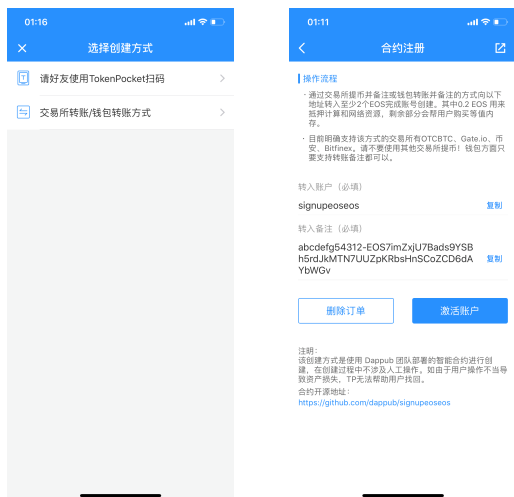 01:16
选择创建方式
请好友使用TokenPocket扫码
交易所转账/钱包转账方式
01:11
合约注册
操作流程
· 通过交易所提币并备注或钱包转账并备注的方式向以下
地址转入至少2个EOS完成账号创建。其中0.2 EOS 用来
抵押计算和网络资源，剩余部分会帮用户购买等值内
存。
· 目前明确支持该方式的交易所有OTCBTC、Gate.io、币
安、Bitfinex。请不要使用其他交易所提币！钱包方面只
要支持转账备注都可以。
转入账户（必填）
signupeoseos
复制
转入备注（必填）
abcdefg54312-EOS7imZxjU7Bads9YSB
h5rdJkMTN7UUZpKRbsHnSCoZCD6dA
YbWGv
复制
删除订单
激活账户
注明：
该创建方式是使用 Dappub 团队部署的智能合约进行创
建，在创建过程中不涉及人工操作。如由于用户操作不当导
致资产损失，TP无法帮助用户找回。
合约开源地址：
https://github.com/dappub/signupeoseos